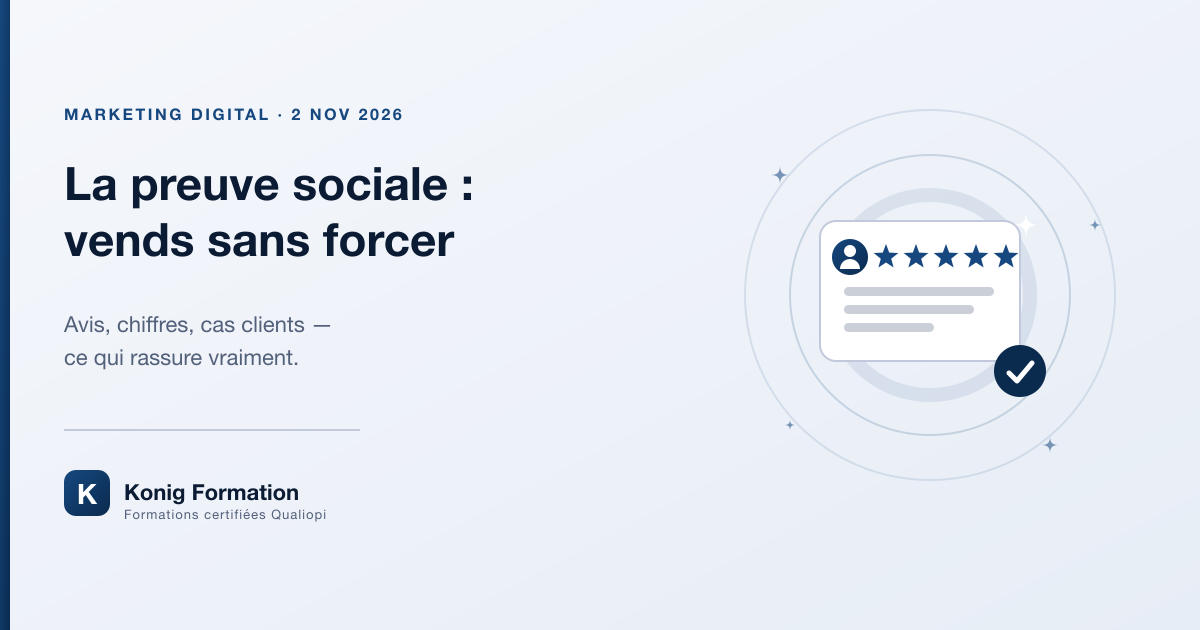 MARKETING DIGITAL · 2 NOV 2026
La preuve sociale :
vends sans forcer
Avis, chiffres, cas clients —
ce qui rassure vraiment.
K
Konig Formation
Formations certifiées Qualiopi